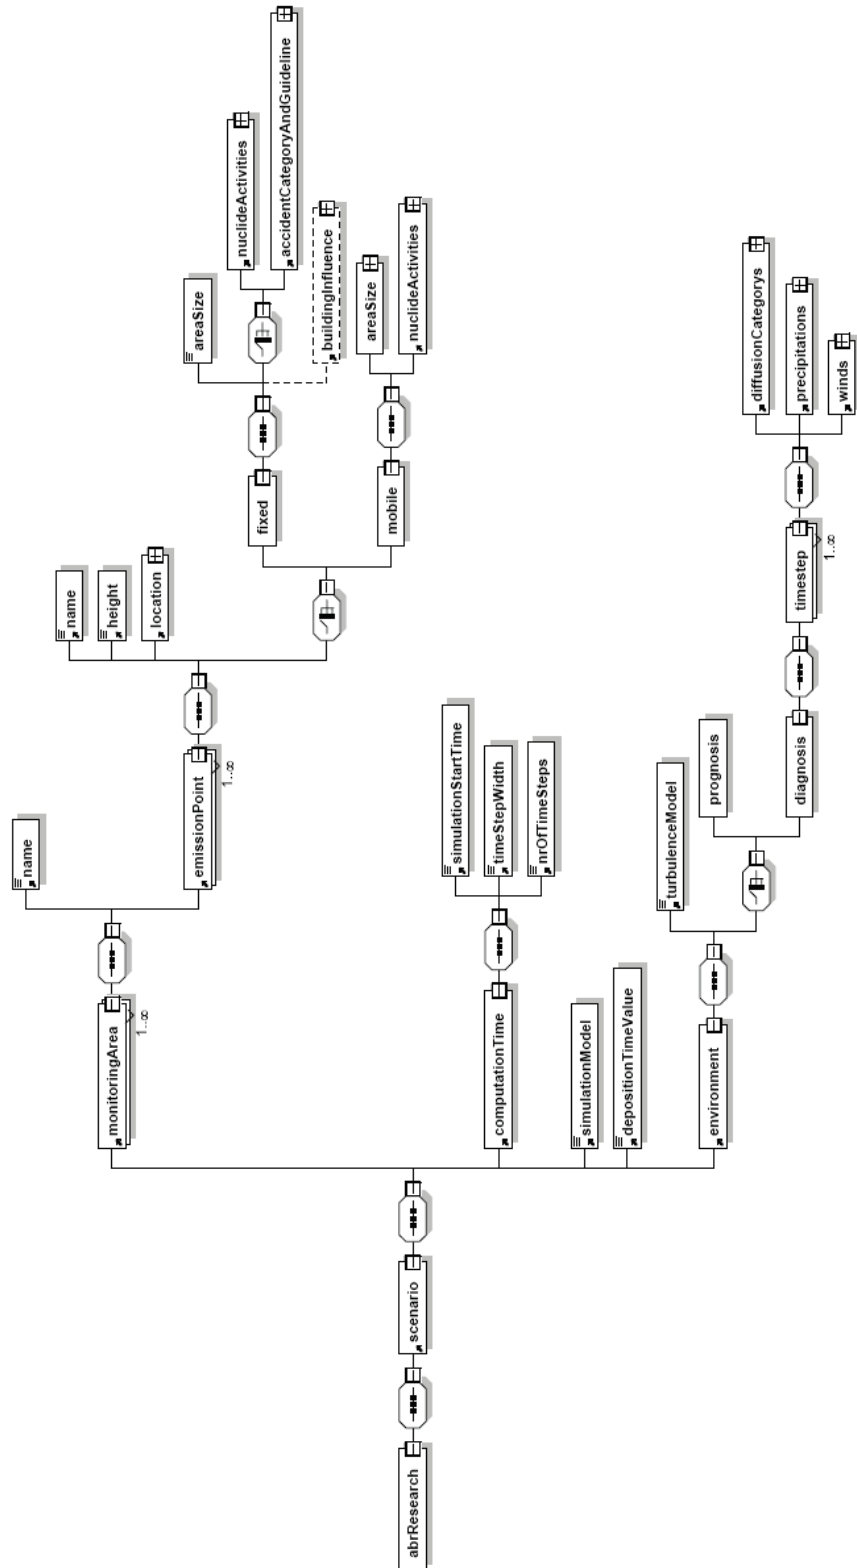 abrResearch
scenario
monitoringArea
1..∞
name
emissionPoint
1..∞
name
height
location
fixed
areaSize
nuclideActivities
accidentCategoryAndGuideline
buildingInfluence
mobile
areaSize
nuclideActivities
computationTime
simulationStartTime
timeStepWidth
nrOfTimeSteps
simulationModel
depositionTimeValue
environment
turbulenceModel
prognosis
diagnosis
timestep
1..∞
diffusionCategorys
precipitations
winds